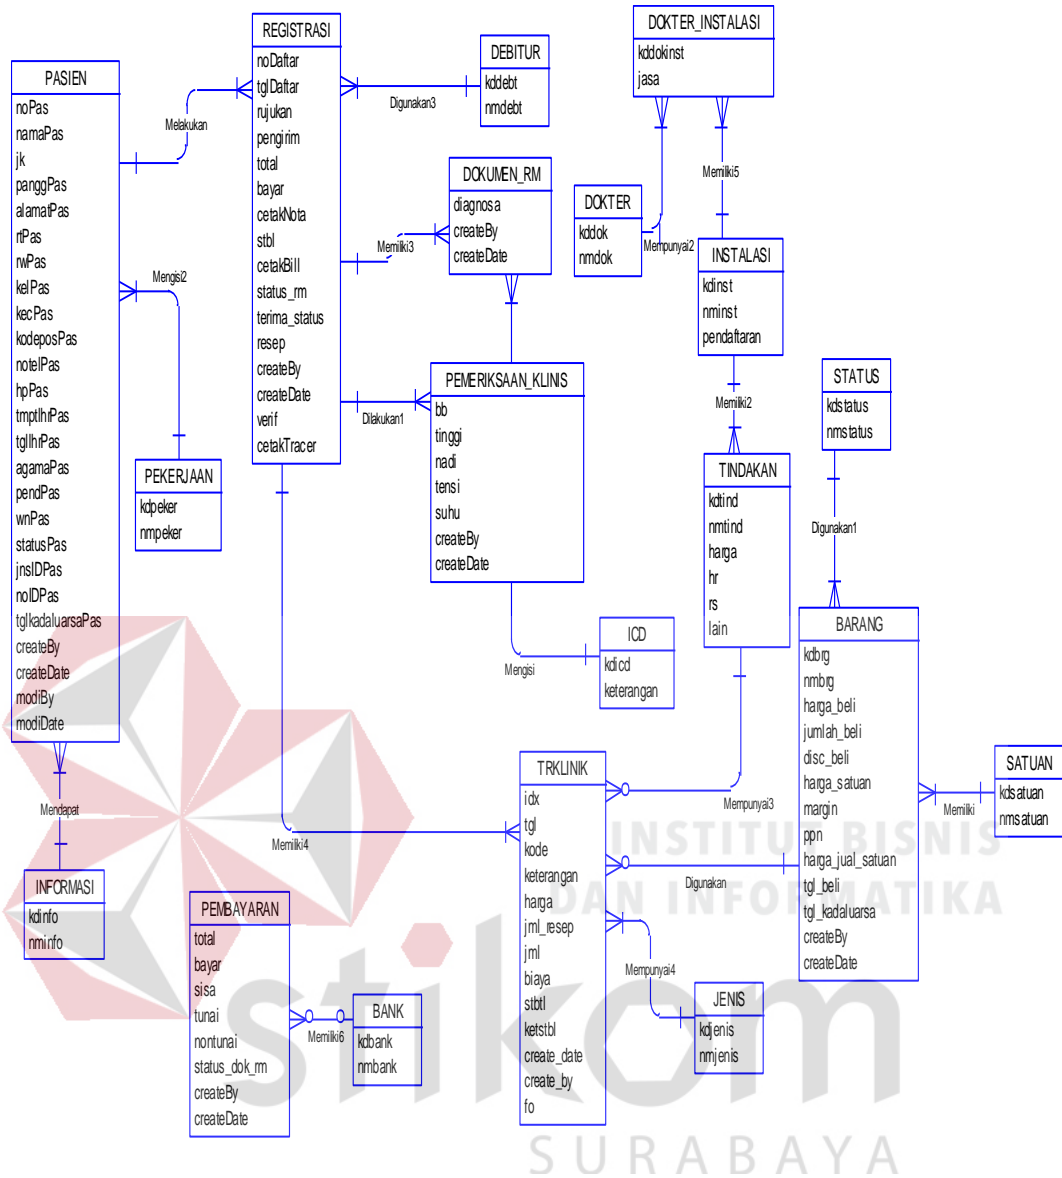 PASIEN
noPas
namaPas
jk
panggPas
alamatPas
rtPas
rwPas
kelPas
kecPas
kodeposPas
notelPas
hpPas
tmptlhrPas
tgllhrPas
agamaPas
pendPas
wnPas
statusPas
jnsIDPas
noIDPas
tglkadaluarsaPas
createBy
createDate
modiBy
modiDate
REGISTRASI
noDaftar
tglDaftar
rujukan
pengirim
total
bayar
cetakNota
stbl
cetakBill
status_rm
terima_status
resep
createBy
createDate
verif
cetakTracer
DEBITUR
kddebt
nmdebt
DOKTER_INSTALASI
kddokinst
jasa
DOKUMEN_RM
diagnosa
createBy
createDate
DOKTER
kddok
nmdok
INSTALASI
kdinst
nminst
pendaftaran
PEMERIKSAAN_KLINIS
bb
tinggi
nadi
tensi
suhu
createBy
createDate
STATUS
kdstatus
nmstatus
PEKERJAAN
kdpeker
nmpeker
TINDAKAN
kdtind
nmtind
harga
hr
rs
lain
ICD
kdicd
keterangan
BARANG
kdbrg
nmbrg
harga_beli
jumlah_beli
disc_beli
harga_satuan
margin
ppn
harga_jual_satuan
tgl_beli
tgl_kadaluarsa
createBy
createDate
SATUAN
kdsatuan
nmsatuan
TRKLINIK
idx
tgl
kode
keterangan
harga
jml_resep
jml
biaya
stbtl
ketstbl
create_date
create_by
fo
INFORMASI
kdinfo
nminfo
PEMBAYARAN
total
bayar
sisa
tunai
nontunai
status_dok_rm
createBy
createDate
BANK
kdbank
nmbank
JENIS
kdjenis
nmjenis
Melakukan
Digunakan3
Memiliki3
Mempunyai2
Memiliki5
Mengisi2
Dilakukan1
Memiliki2
Digunakan1
Mengisi
Mendapat
Memiliki4
Mempunyai3
Digunakan
Memiliki
Mempunyai4
Memiliki6
INSTITUT BISNIS
DAN INFORMATIKA
stikom
SURABAYA